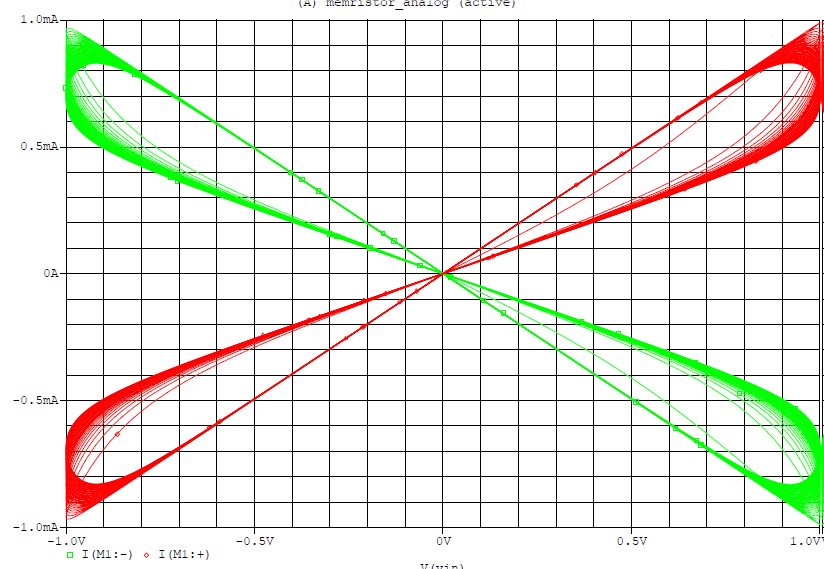 (A) memristor_analog (active)
1.0mA
0.5mA
0A
-0.5mA
-1.0mA
-1.0V -0.5V 0V 0.5V 1.0V
I(M1:-) I(M1:+)
V(vin)